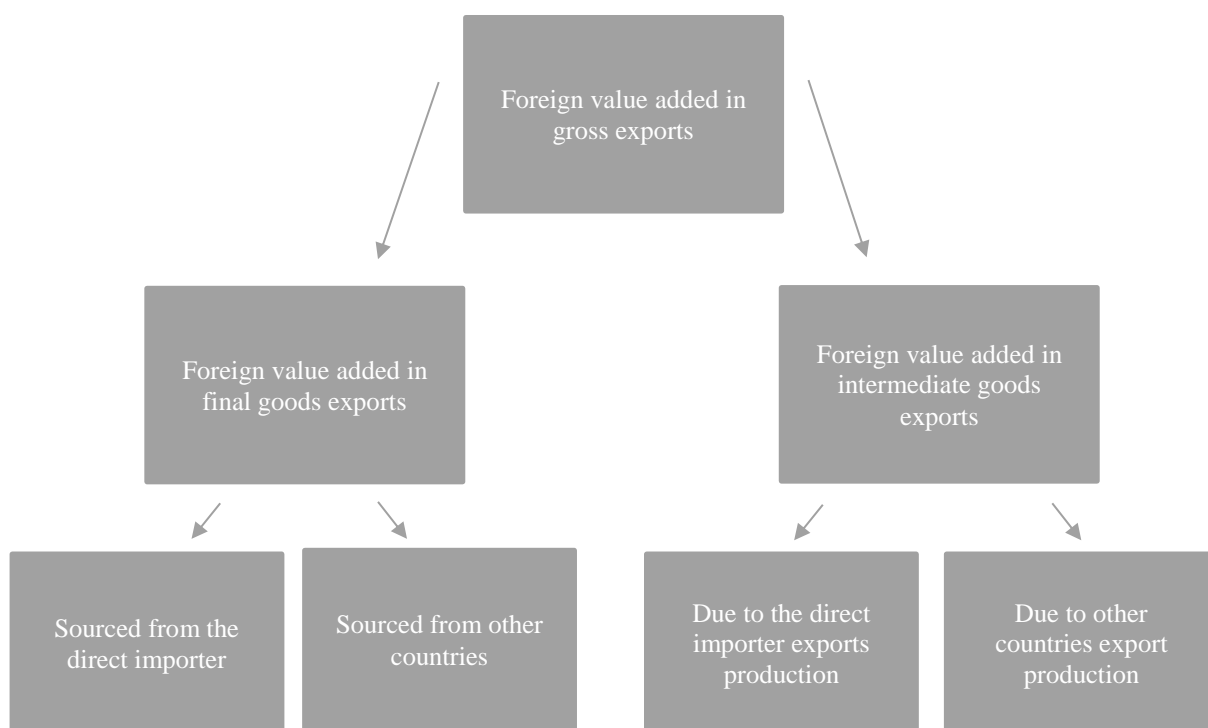 Foreign value added in
gross exports
Foreign value added in
final goods exports
Foreign value added in
intermediate goods
exports
Sourced from the
direct importer
Sourced from other
countries
Due to the direct
importer exports
production
Due to other
countries export
production